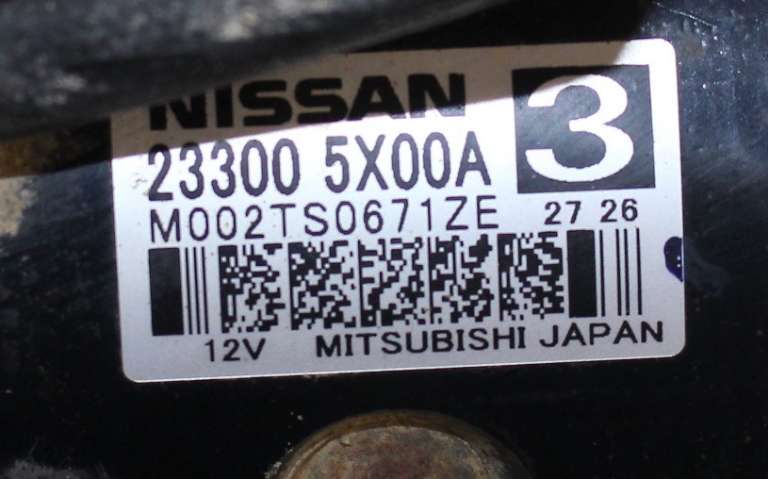 NISSAN
3
23300 5X00A
M002TS0671ZE 27 26
12V MITSUBISHI JAPAN